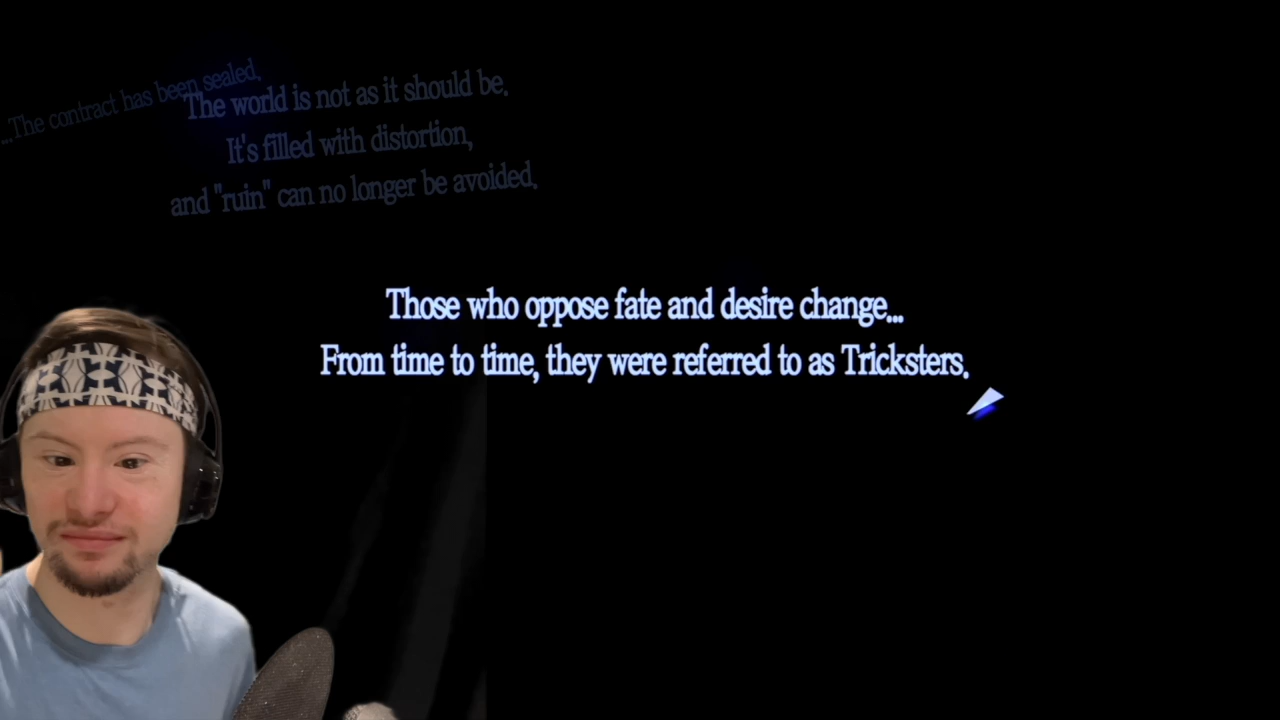 ...The contract has been sealed.
The world is not as it should be.
It's filled with distortion,
and "ruin" can no longer be avoided.
Those who oppose fate and desire change...
From time to time, they were referred to as Tricksters.